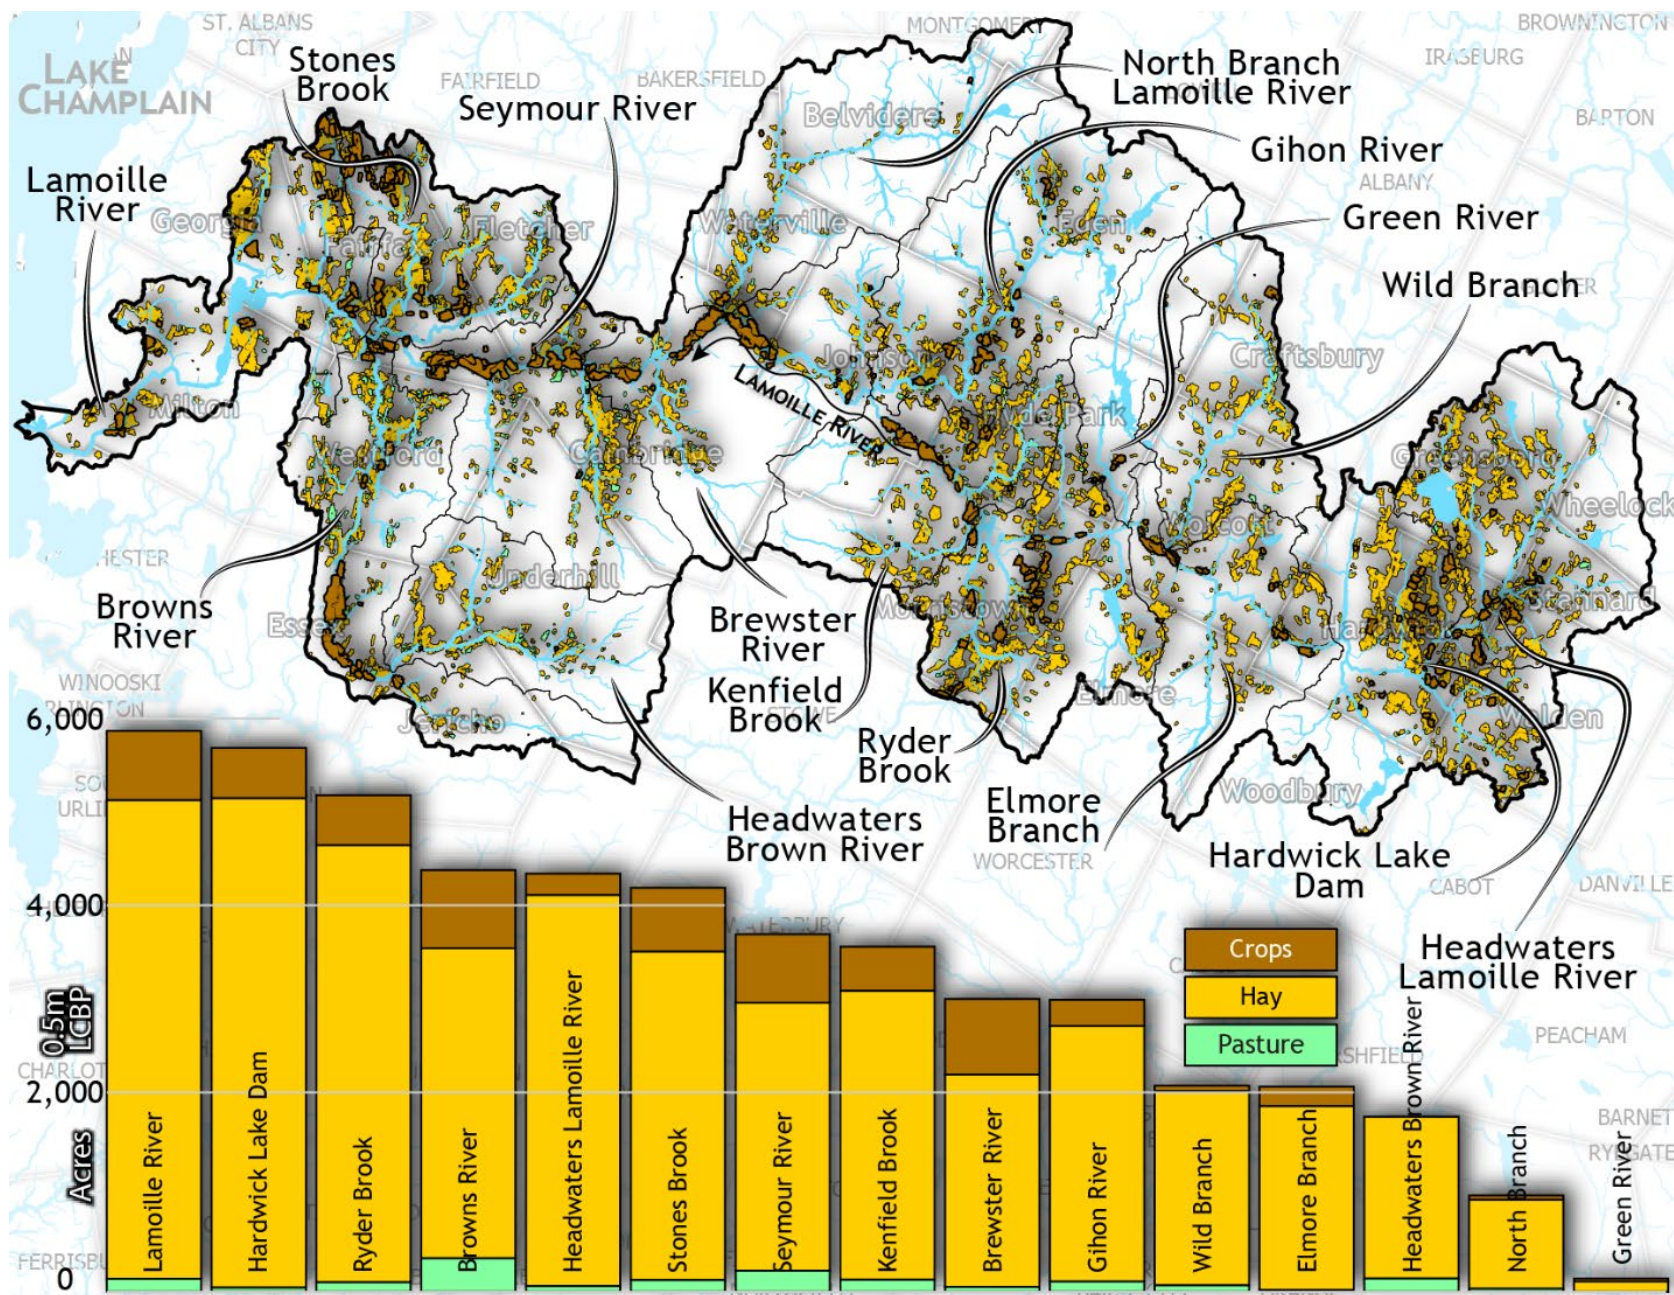 ST. ALBANS
CITY
MONTGOMERY
BROWNINGTON
IRASBURG
LAKE
CHAMPLAIN
Stones
Brook
FAIRFIELD
BAKERSFIELD
North Branch
Lamoille River
Seymour River
Belvidere
BARTON
Gihon River
ALBANY
Lamoille
River
Georgia
Fairfax
Fletcher
Waterville
Eden
Green River
Wild Branch
LAMOILLE RIVER
Johnson
Craftsbury
Milton
Hyde Park
Westford
Cambridge
Greensboro
Wheelock
Wolcott
Underhill
Browns
River
Essex
Brewster
River
Morristown
Stannard
Hardwick
WINOOSKI
Kenfield
Brook
STOWE
Elmore
Walden
Jericho
Ryder
Brook
Headwaters
Brown River
Elmore
Branch
Woodbury
WORCESTER
Hardwick Lake
Dam
CABOT
DANVILLE
WATERBURY
Headwaters
Lamoille River
PEACHAM
BARNET
Crops
Hay
Pasture
6,000
4,000
2,000
0
Acres
0.5m
LCBP
Lamoille River
Hardwick Lake Dam
Ryder Brook
Browns River
Headwaters Lamoille River
Stones Brook
Seymour River
Kenfield Brook
Brewster River
Gihon River
Wild Branch
Elmore Branch
Headwaters Brown River
North Branch
Green River